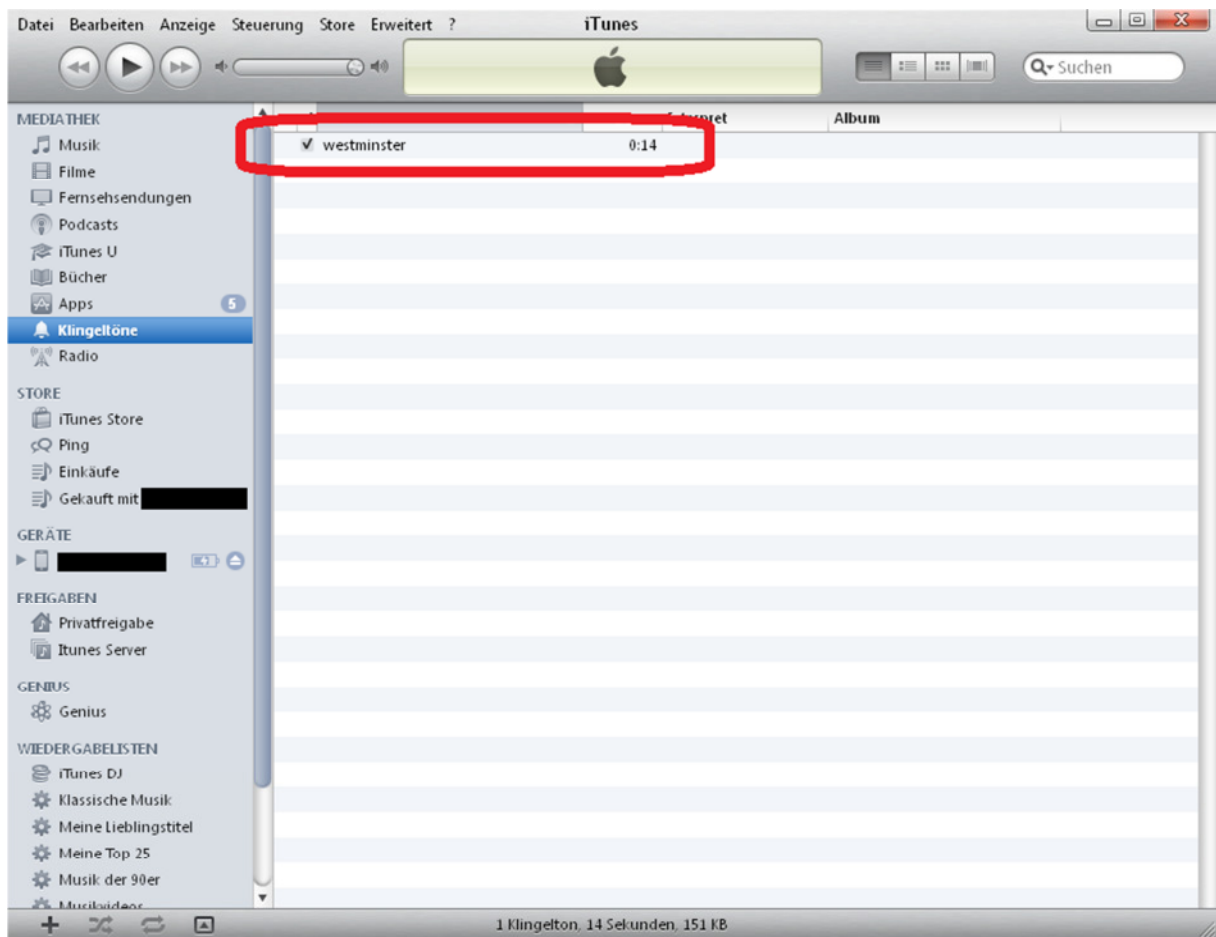 Datei Bearbeiten Anzeige Steuerung Store Erweitert ? iTunes
Suchen
MEDIATHEK
Musik
Filme
Fernsehsendungen
Podcasts
iTunes U
Bücher
Apps 5
Klingeltöne
Radio
STORE
iTunes Store
Ping
Einkäufe
Gekauft mit
GERÄTE
FREIGABEN
Privatfreigabe
Itunes Server
GENIUS
Genius
WIEDERGABELISTEN
iTunes DJ
Klassische Musik
Meine Lieblingstitel
Meine Top 25
Musik der 90er
Musikvideos
Album
westminster 0:14
1 Klingelton, 14 Sekunden, 151 KB